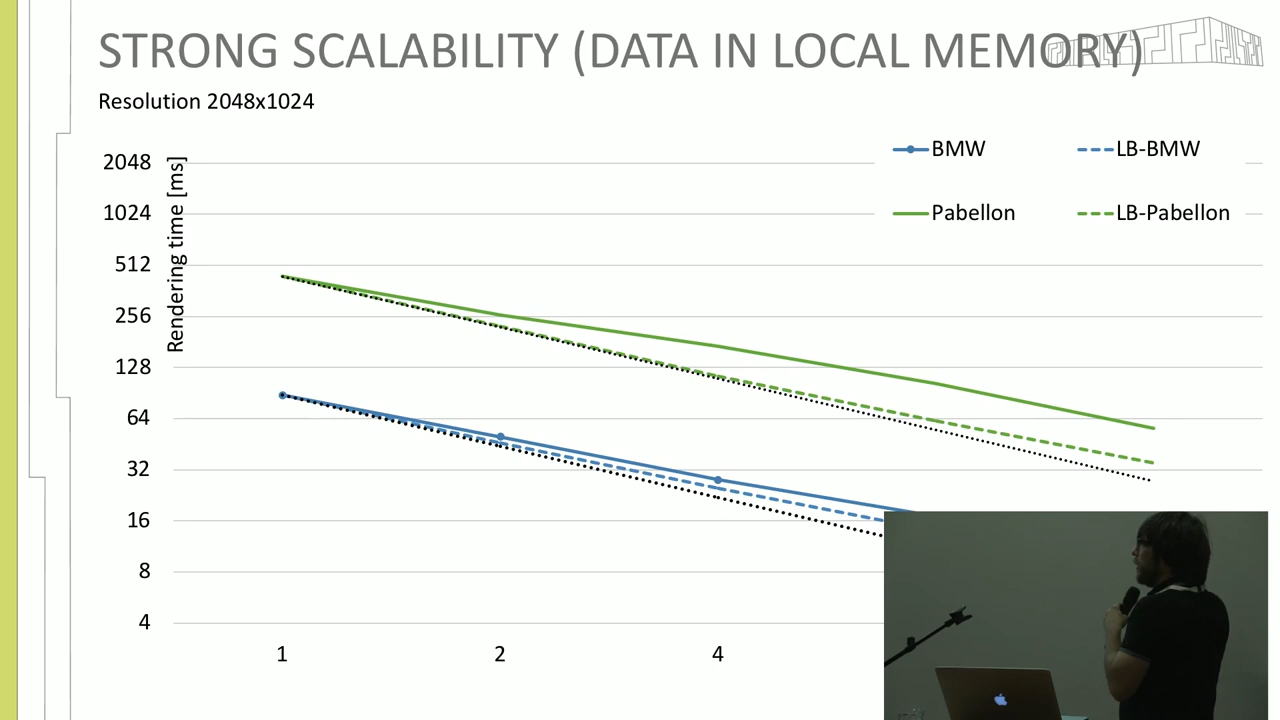 STRONG SCALABILITY (DATA IN LOCAL MEMORY)
Resolution 2048x1024
Rendering time [ms]
2048
1024
512
256
128
64
32
16
8
4
1 2 4
BMW LB-BMW
Pabellon LB-Pabellon